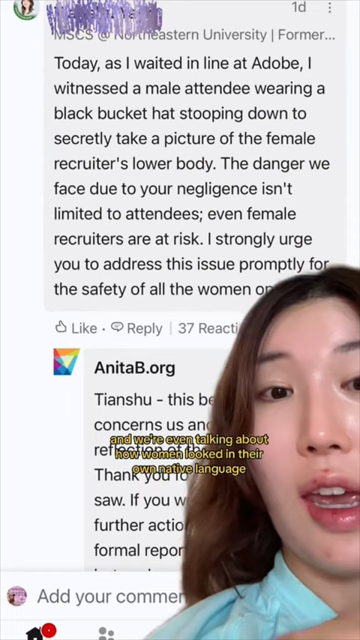 1d
MSCS @ Northeastern University | Former...
Today, as I waited in line at Adobe, I
witnessed a male attendee wearing a
black bucket hat stooping down to
secretly take a picture of the female
recruiter's lower body. The danger we
face due to your negligence isn't
limited to attendees; even female
recruiters are at risk. I strongly urge
you to address this issue promptly for
the safety of all the women on
Like • Reply | 37 Reacti
AnitaB.org
Tianshu - this be
concerns us and
and we're even talking about
how women looked in their
own native language
Thank you fo
saw. If you w
further actio
formal repor
Add your commen